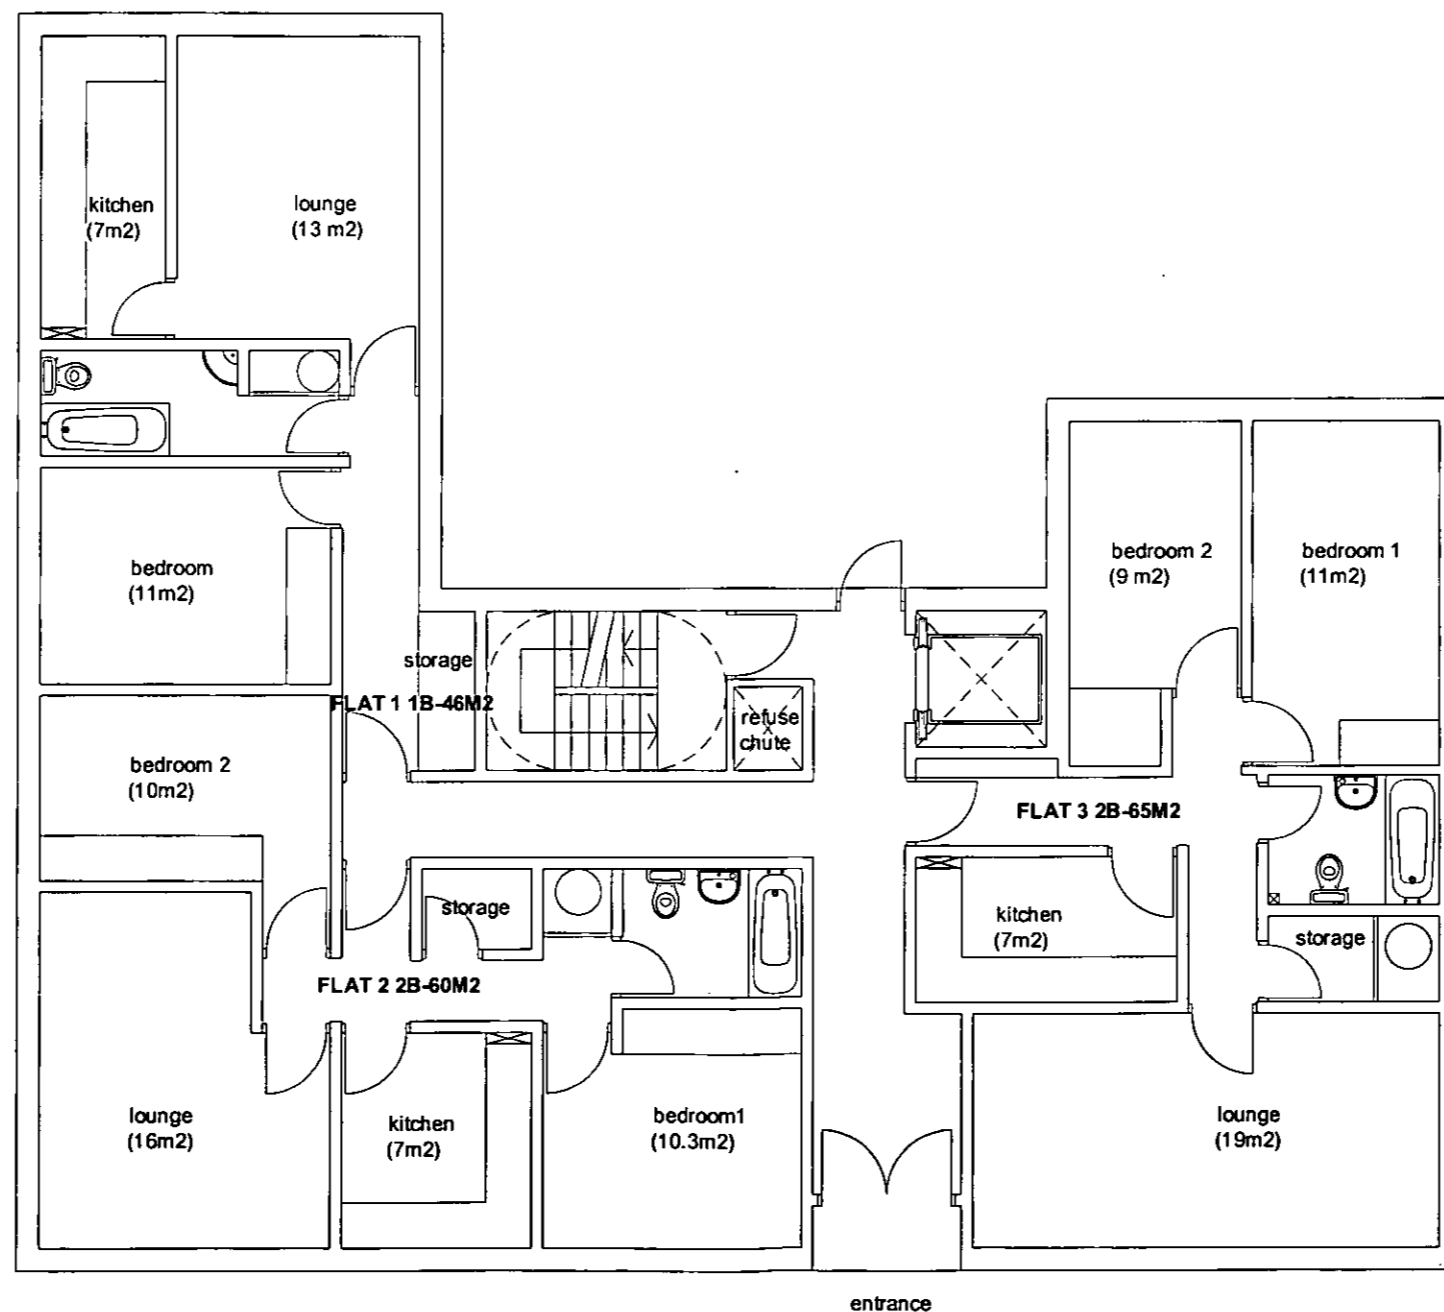 kitchen
(7m2)
lounge
(13 m2)
bedroom
(11m2)
storage
FLAT 1 1B-46M2
refuse
chute
bedroom 2
(10m2)
bedroom 2
(9 m2)
bedroom 1
(11m2)
FLAT 3 2B-65M2
storage
kitchen
(7m2)
storage
FLAT 2 2B-60M2
lounge
(16m2)
kitchen
(7m2)
bedroom1
(10.3m2)
lounge
(19m2)
entrance